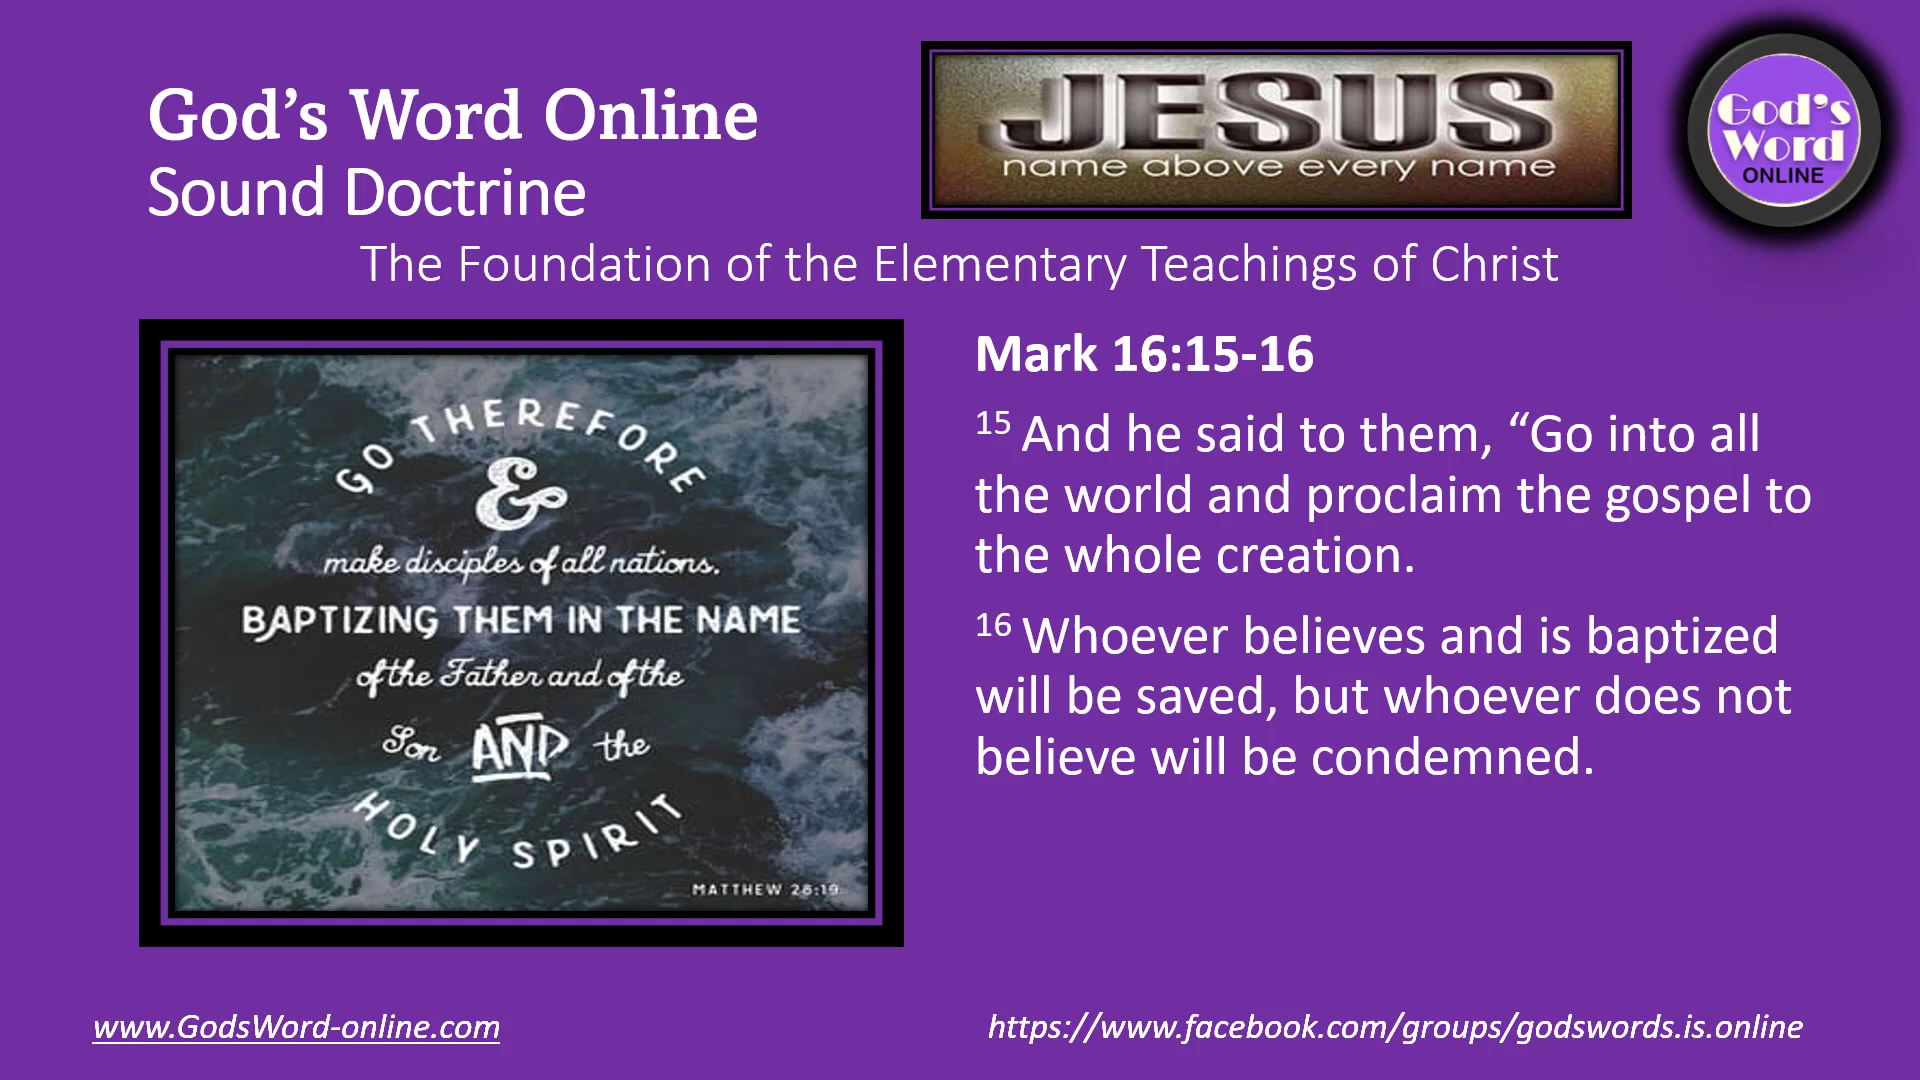 God’s Word Online
Sound Doctrine
JESUS
name above every name
God's
Word
ONLINE
The Foundation of the Elementary Teachings of Christ
GO THEREFORE
&
make disciples of all nations.
BAPTIZING THEM IN THE NAME
of the Father and of the
Son AND the
HOLY SPIRIT
MATTHEW 28:19
Mark 16:15-16
15 And he said to them, “Go into all
the world and proclaim the gospel to
the whole creation.
16 Whoever believes and is baptized
will be saved, but whoever does not
believe will be condemned.
www.GodsWord-online.com
https://www.facebook.com/groups/godswords.is.online